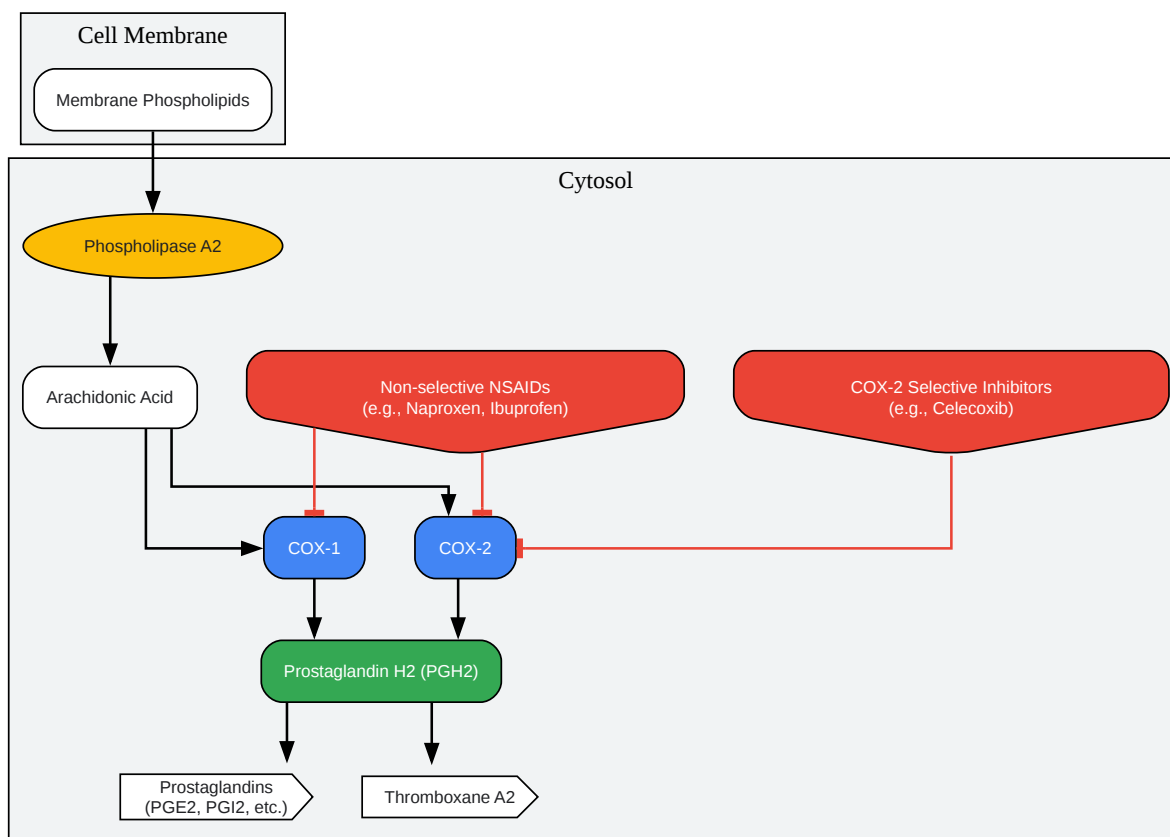 Cell Membrane
Membrane Phospholipids
Cytosol
Phospholipase A2
Arachidonic Acid
Non-selective NSAIDs
(e.g., Naproxen, Ibuprofen)
COX-2 Selective Inhibitors
(e.g., Celecoxib)
COX-1
COX-2
Prostaglandin H2 (PGH2)
Prostaglandins
(PGE2, PGI2, etc.)
Thromboxane A2